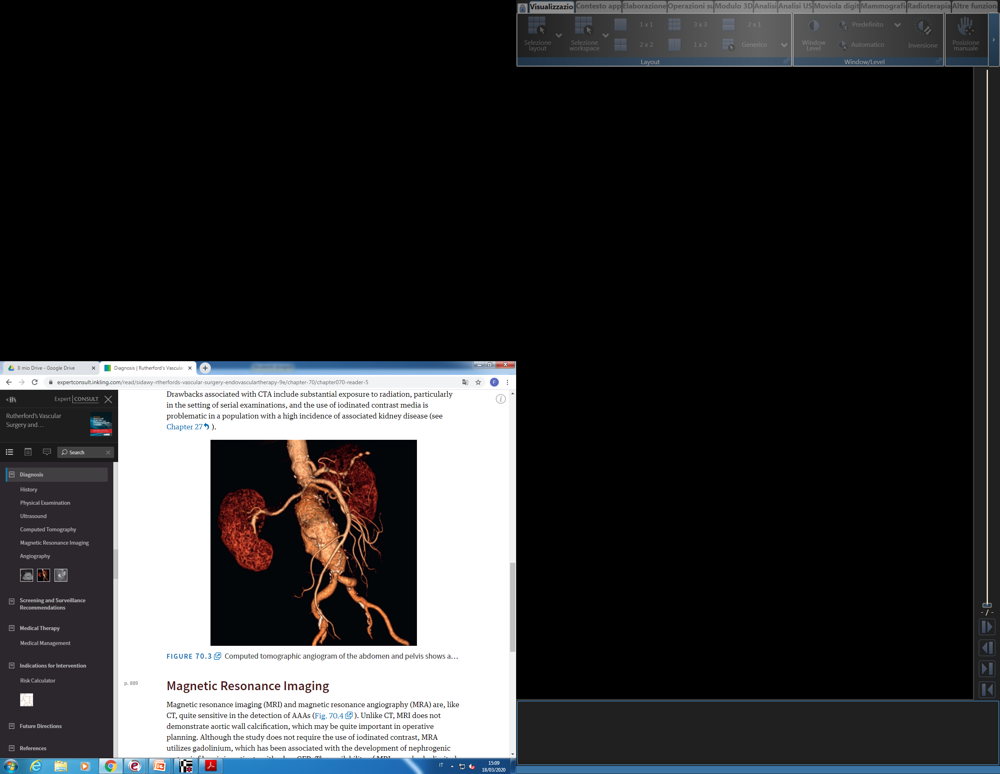 Visualizzazio Contesto app Elaborazione Operazioni su Modulo 3D Analisi Analisi US Moviola digit Mammografi Radioterapia Altre funzion
Selezione layout
Selezione workspace
1 x 1
3 x 3
2 x 1
2 x 2
1 x 2
Generico
Layout
Window Level
Predefinito
Automatico
Inversione
Window/Level
Posizione manuale
- / -
Il mio Drive - Google Drive
Diagnosis | Rutherford's Vascular
expertconsult.inkling.com/read/sidawy-rtherfords-vascular-surgery-endovasculartherapy-9e/chapter-70/chapter070-reader-5
F
Expert CONSULT
Rutherford's Vascular
Surgery and...
Search
Diagnosis
History
Physical Examination
Ultrasound
Computed Tomography
Magnetic Resonance Imaging
Angiography
Screening and Surveillance
Recommendations
Medical Therapy
Medical Management
Indications for Intervention
Risk Calculator
Future Directions
References
Drawbacks associated with CTA include substantial exposure to radiation, particularly
in the setting of serial examinations, and the use of iodinated contrast media is
problematic in a population with a high incidence of associated kidney disease (see
Chapter 27 ).
FIGURE 70.3 Computed tomographic angiogram of the abdomen and pelvis shows a...
p. 889
Magnetic Resonance Imaging
Magnetic resonance imaging (MRI) and magnetic resonance angiography (MRA) are, like
CT, quite sensitive in the detection of AAAs (Fig. 70.4 ). Unlike CT, MRI does not
demonstrate aortic wall calcification, which may be quite important in operative
planning. Although the study does not require the use of iodinated contrast, MRA
utilizes gadolinium, which has been associated with the development of nephrogenic
IT
15:09
18/03/2020